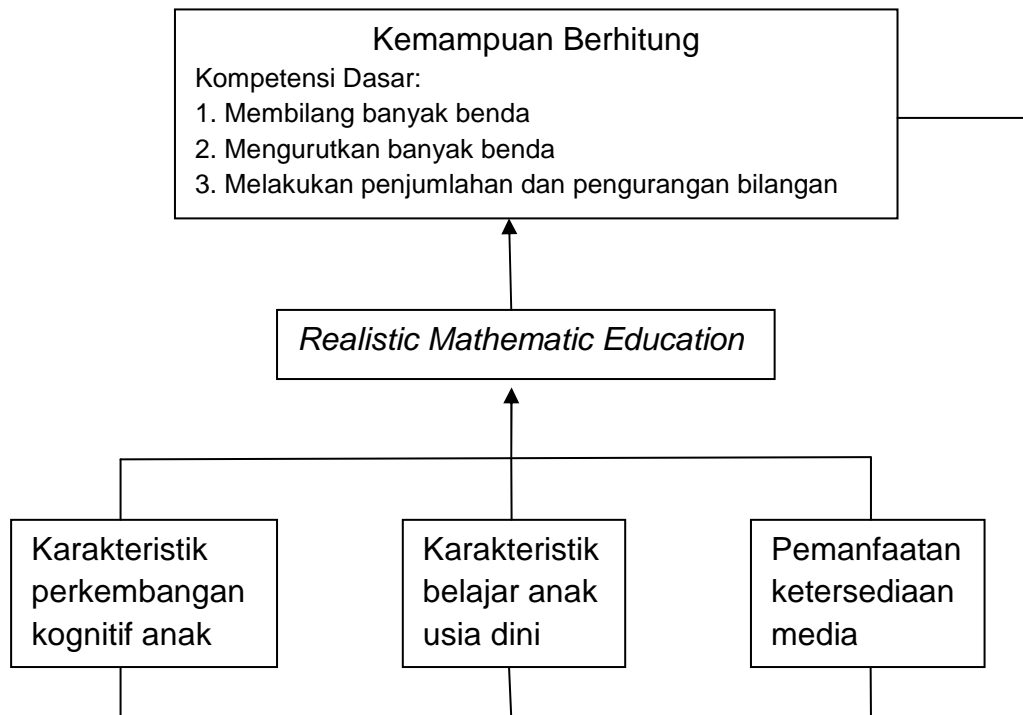 Kemampuan Berhitung
Kompetensi Dasar:
1. Membilang banyak benda
2. Mengurutkan banyak benda
3. Melakukan penjumlahan dan pengurangan bilangan
Realistic Mathematic Education
Karakteristik
perkembangan
kognitif anak
Karakteristik
belajar anak
usia dini
Pemanfaatan
ketersediaan
media